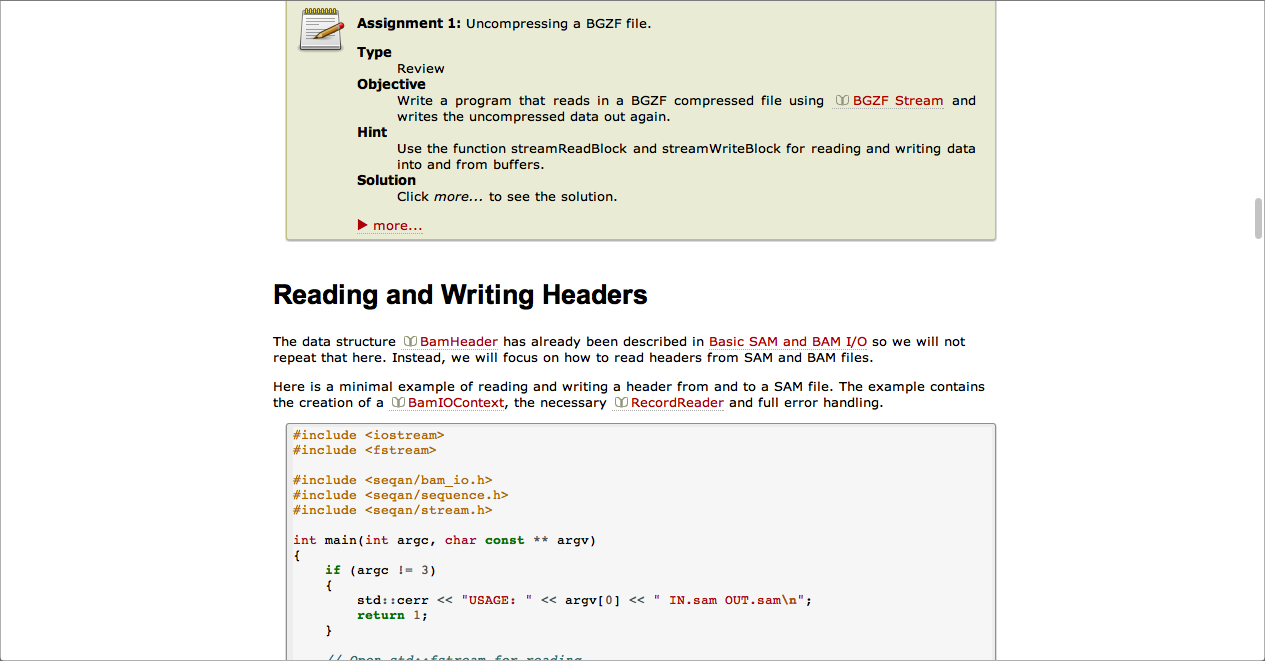 Assignment 1: Uncompressing a BGZF file.
Type
Review
Objective
Write a program that reads in a BGZF compressed file using BGZF Stream and
writes the uncompressed data out again.
Hint
Use the function streamReadBlock and streamWriteBlock for reading and writing data
into and from buffers.
Solution
Click more... to see the solution.
more...
Reading and Writing Headers
The data structure BamHeader has already been described in Basic SAM and BAM I/O so we will not
repeat that here. Instead, we will focus on how to read headers from SAM and BAM files.
Here is a minimal example of reading and writing a header from and to a SAM file. The example contains
the creation of a BamIOContext, the necessary RecordReader and full error handling.
#include <iostream>
#include <fstream>
#include <seqan/bam_io.h>
#include <seqan/sequence.h>
#include <seqan/stream.h>
int main(int argc, char const ** argv)
{
if (argc != 3)
{
std::cerr << "USAGE: " << argv[0] << " IN.sam OUT.sam\n";
return 1;
}
// Open std::fstream for reading